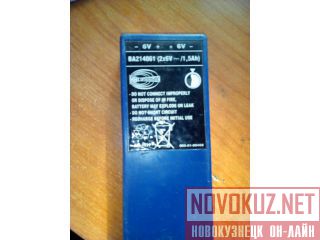 - 6V +   + 6V -
BA214061 (2x6V /1,5Ah)
- DO NOT CONNECT IMPROPERLY
OR DISPOSE OF IN FIRE,
BATTERY MAY EXPLODE OR LEAK
- DO NOT SHORT CIRCUIT
- RECHARGE BEFORE INITIAL USE
NOVOKUZ.NET
НОВОКУЗНЕЦК ОН-ЛАЙН